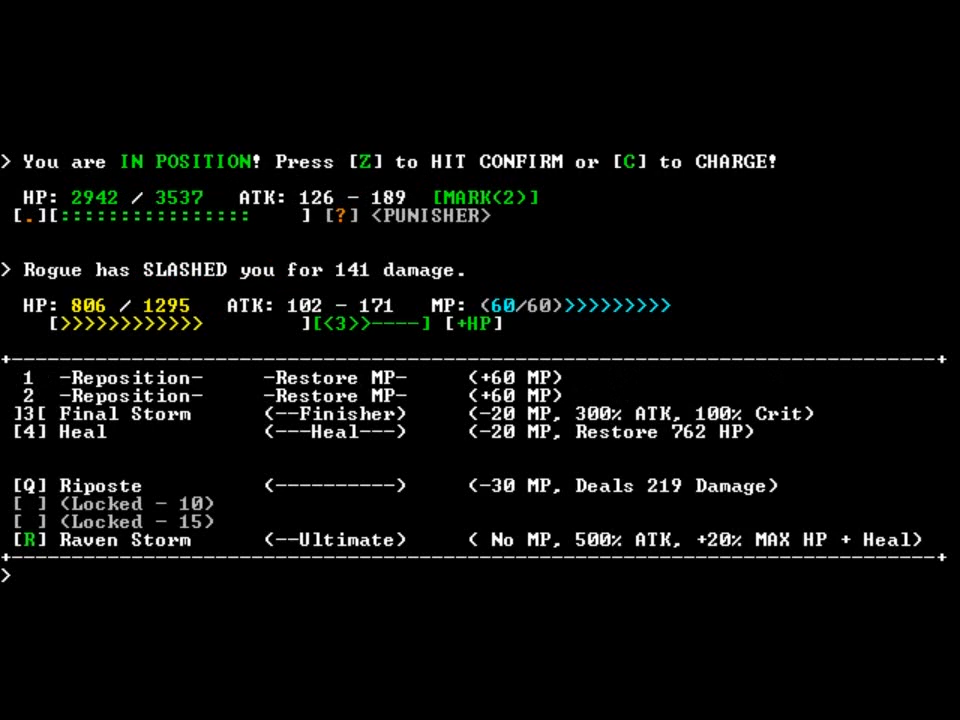 > You are IN POSITION! Press [Z] to HIT CONFIRM or [C] to CHARGE!
HP: 2942 / 3537 ATK: 126 - 189 [MARK(2)]
[.][:::::::::::::::: ] [?] <PUNISHER>
> Rogue has SLASHED you for 141 damage.
HP: 806 / 1295 ATK: 102 - 171 MP: (60/60)>>>>>>>>>
[>>>>>>>>>>>> ][<3>>----] [+HP]
+------------------------------------------------------------------------------+
1 -Reposition- -Restore MP- (+60 MP)
2 -Reposition- -Restore MP- (+60 MP)
]3[ Final Storm (--Finisher) (-20 MP, 300% ATK, 100% Crit)
[4] Heal (---Heal---) (-20 MP, Restore 762 HP)
[Q] Riposte (----------) (-30 MP, Deals 219 Damage)
[ ] (Locked - 10)
[ ] (Locked - 15)
[R] Raven Storm (--Ultimate) ( No MP, 500% ATK, +20% MAX HP + Heal)
+------------------------------------------------------------------------------+
>